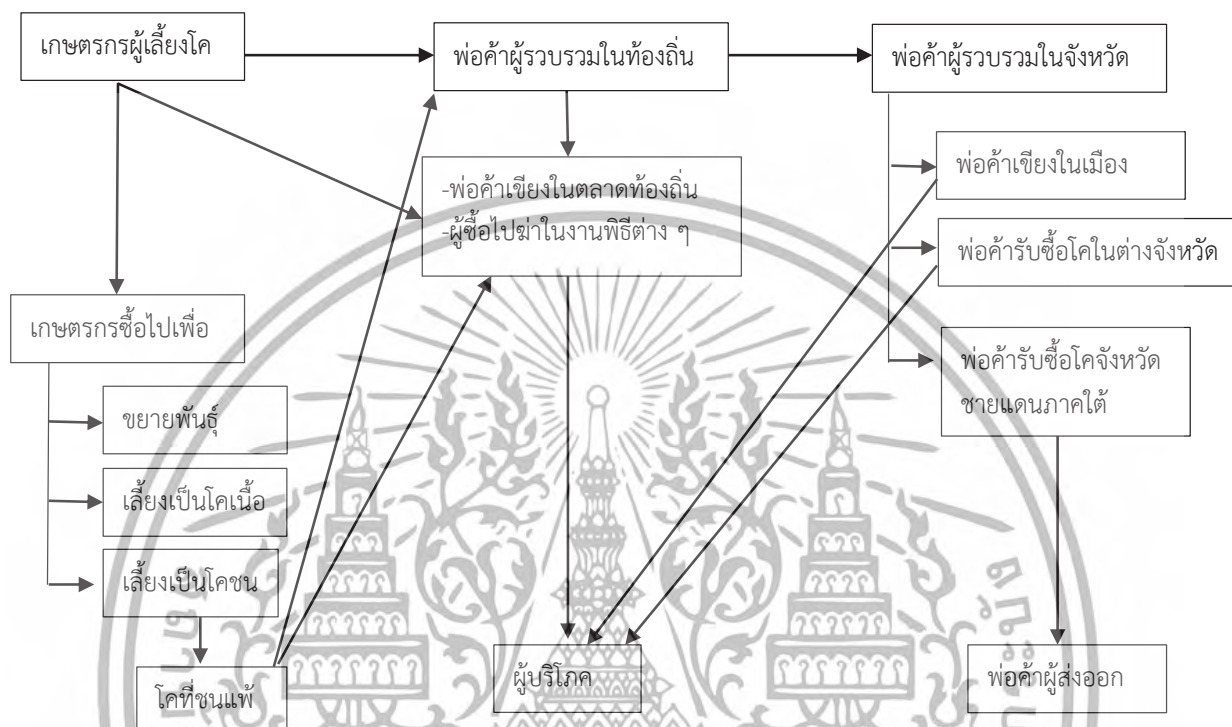 เกษตรกรผู้เลี้ยงโค
พ่อค้าผู้รวบรวมในท้องถิ่น
พ่อค้าผู้รวบรวมในจังหวัด
พ่อค้าเขียงในเมือง
-พ่อค้าเขียงในตลาดท้องถิ่น
-ผู้ซื้อไปฆ่าในงานพิธีต่าง ๆ
พ่อค้ารับซื้อโคในต่างจังหวัด
เกษตรกรซื้อไปเพื่อ
พ่อค้ารับซื้อโคจังหวัด
ชายแดนภาคใต้
ขยายพันธุ์
เลี้ยงเป็นโคเนื้อ
เลี้ยงเป็นโคชน
โคที่ชนแพ้
ผู้บริโภค
พ่อค้าผู้ส่งออก